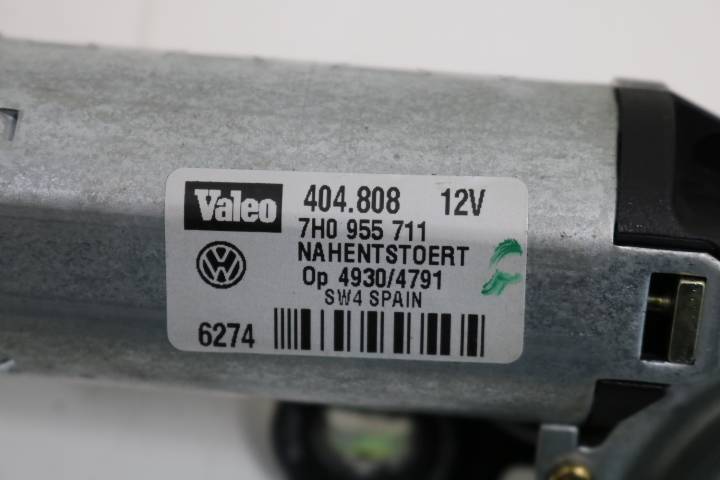 Valeo 404.808 12V
7H0 955 711
NAHENTSTOERT
Op 4930/4791
SW4 SPAIN
6274